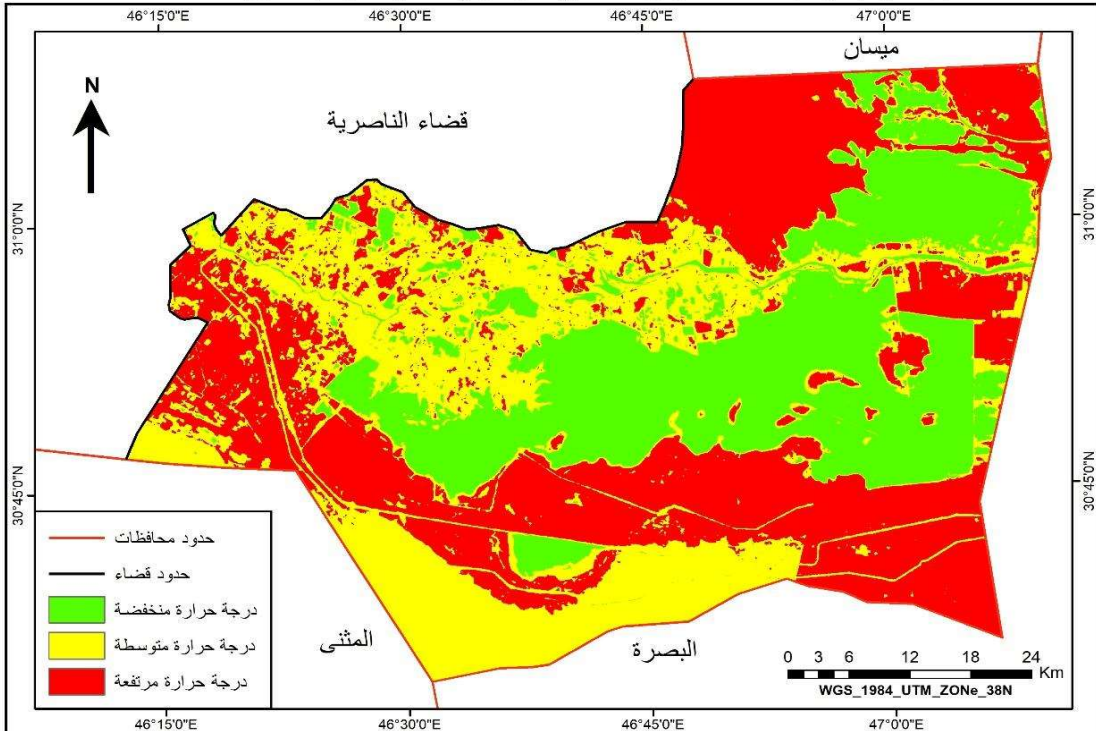 46°15'0"E 46°30'0"E 46°45'0"E 47°0'0"E
ميسان
N
قضاء الناصرية
31°0'0"N 31°0'0"N
30°45'0"N 30°45'0"N
حدود محافظات
حدود قضاء
درجة حرارة منخفضة
درجة حرارة متوسطة
درجة حرارة مرتفعة
المثنى
البصرة
0 3 6 12 18 24 Km
WGS_1984_UTM_ZONe_38N
46°15'0"E 46°30'0"E 46°45'0"E 47°0'0"E